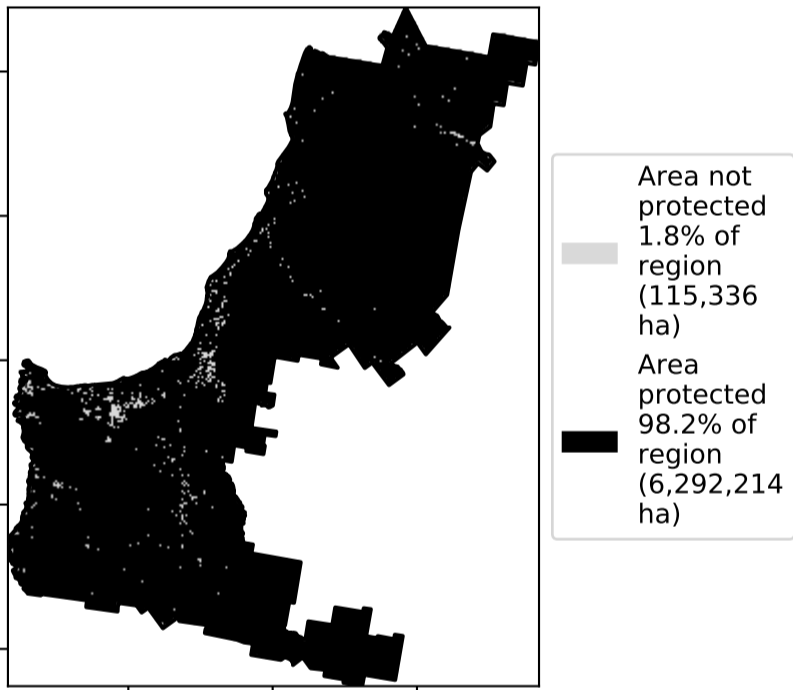 Area not
protected
1.8% of
region
(115,336
ha)
Area
protected
98.2% of
region
(6,292,214
ha)